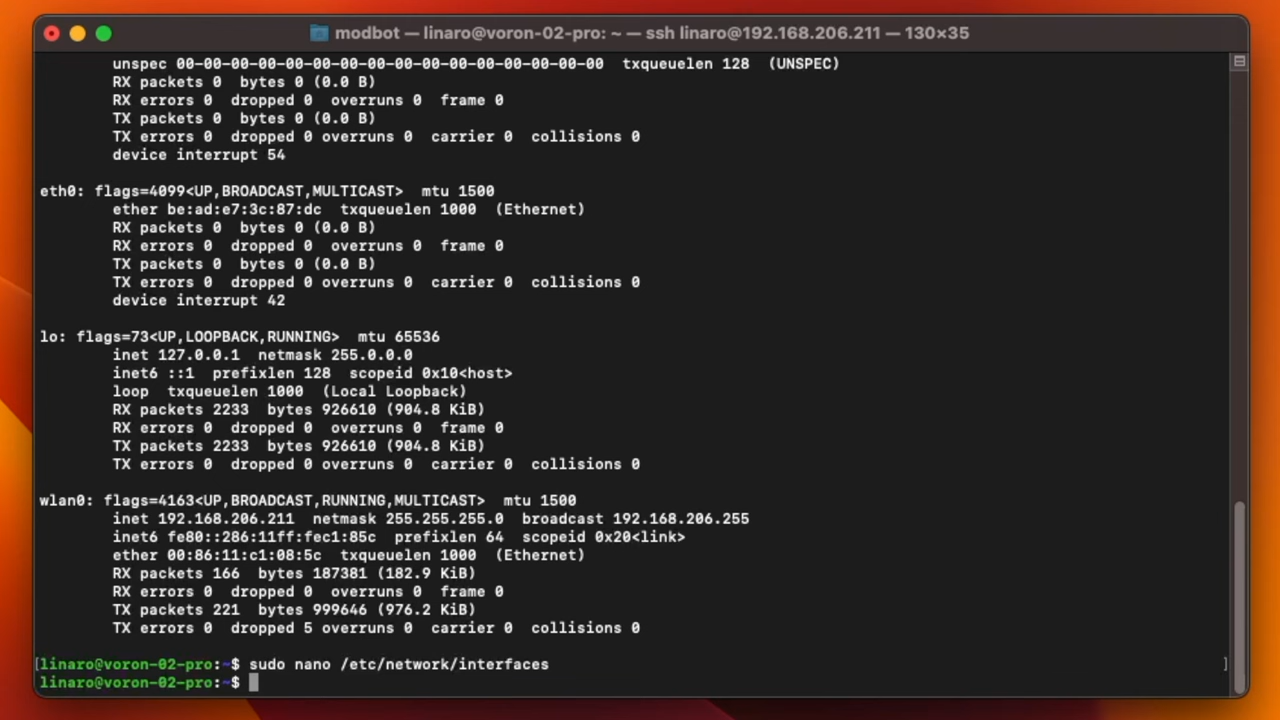 modbot — linaro@voron-02-pro: ~ — ssh linaro@192.168.206.211 — 130×35
unspec 00-00-00-00-00-00-00-00-00-00-00-00-00-00-00-00  txqueuelen 128  (UNSPEC)
RX packets 0  bytes 0 (0.0 B)
RX errors 0  dropped 0  overruns 0  frame 0
TX packets 0  bytes 0 (0.0 B)
TX errors 0  dropped 0 overruns 0  carrier 0  collisions 0
device interrupt 54
eth0: flags=4099<UP,BROADCAST,MULTICAST>  mtu 1500
ether be:ad:e7:3c:87:dc  txqueuelen 1000  (Ethernet)
RX packets 0  bytes 0 (0.0 B)
RX errors 0  dropped 0  overruns 0  frame 0
TX packets 0  bytes 0 (0.0 B)
TX errors 0  dropped 0 overruns 0  carrier 0  collisions 0
device interrupt 42
lo: flags=73<UP,LOOPBACK,RUNNING>  mtu 65536
inet 127.0.0.1  netmask 255.0.0.0
inet6 ::1  prefixlen 128  scopeid 0x10<host>
loop  txqueuelen 1000  (Local Loopback)
RX packets 2233  bytes 926610 (904.8 KiB)
RX errors 0  dropped 0  overruns 0  frame 0
TX packets 2233  bytes 926610 (904.8 KiB)
TX errors 0  dropped 0 overruns 0  carrier 0  collisions 0
wlan0: flags=4163<UP,BROADCAST,RUNNING,MULTICAST>  mtu 1500
inet 192.168.206.211  netmask 255.255.255.0  broadcast 192.168.206.255
inet6 fe80::286:11ff:fec1:85c  prefixlen 64  scopeid 0x20<link>
ether 00:86:11:c1:08:5c  txqueuelen 1000  (Ethernet)
RX packets 166  bytes 187381 (182.9 KiB)
RX errors 0  dropped 0  overruns 0  frame 0
TX packets 221  bytes 999646 (976.2 KiB)
TX errors 0  dropped 5 overruns 0  carrier 0  collisions 0
[linaro@voron-02-pro:~$ sudo nano /etc/network/interfaces ]
linaro@voron-02-pro:~$